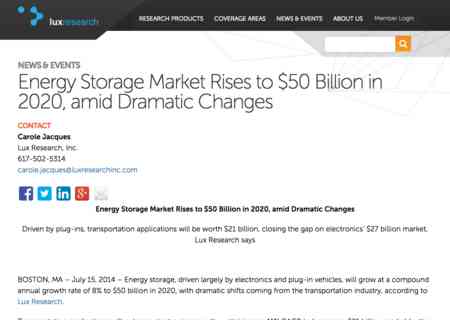 luxresearch
RESEARCH PRODUCTS COVERAGE AREAS NEWS & EVENTS ABOUT US Member Login
NEWS & EVENTS
Energy Storage Market Rises to $50 Billion in
2020, amid Dramatic Changes
CONTACT
Carole Jacques
Lux Research, Inc.
617-502-5314
carole.jacques@luxresearchinc.com
Energy Storage Market Rises to $50 Billion in 2020, amid Dramatic Changes
Driven by plug-ins, transportation applications will be worth $21 billion, closing the gap on electronics' $27 billion market,
Lux Research says
BOSTON, MA – July 15, 2014 – Energy storage, driven largely by electronics and plug-in vehicles, will grow at a compound
annual growth rate of 8% to $50 billion in 2020, with dramatic shifts coming from the transportation industry, according to
Lux Research.